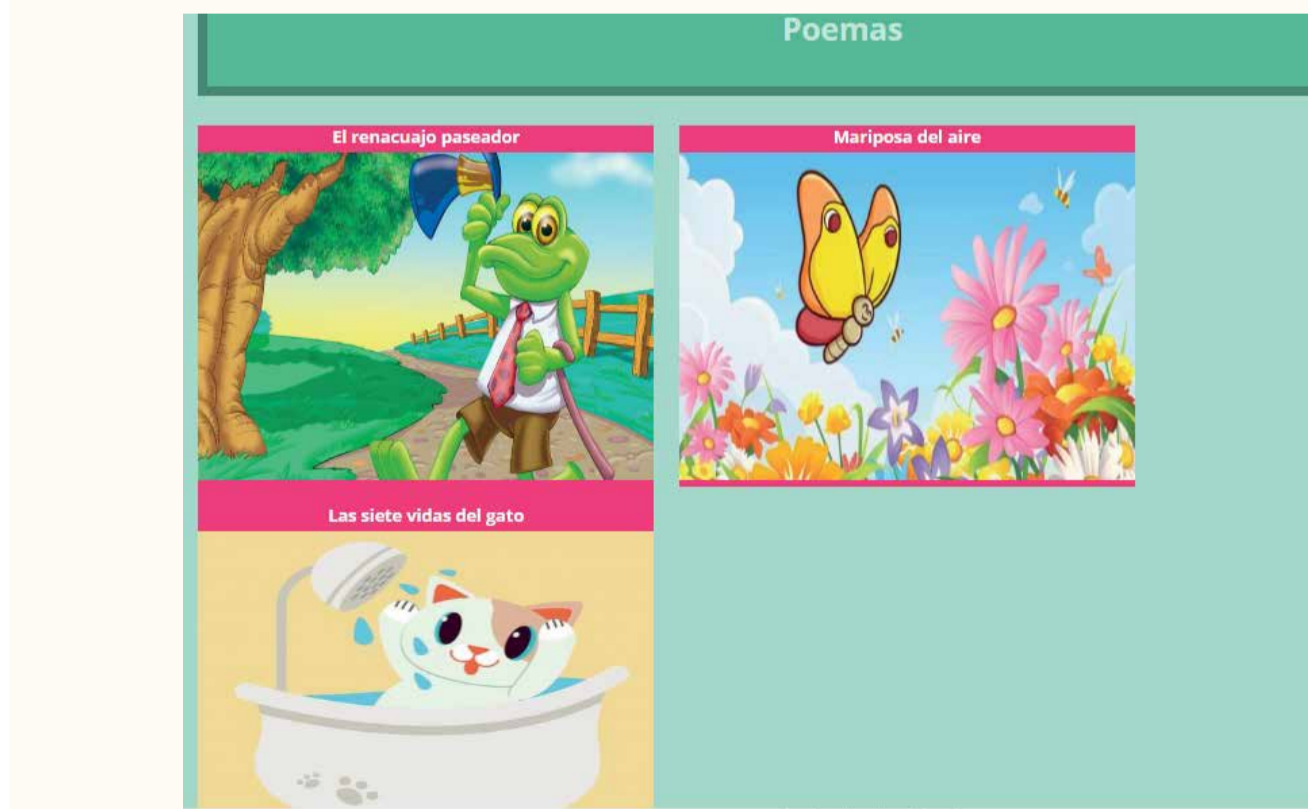 Poemas
El renacuajo paseador
Mariposa del aire
Las siete vidas del gato